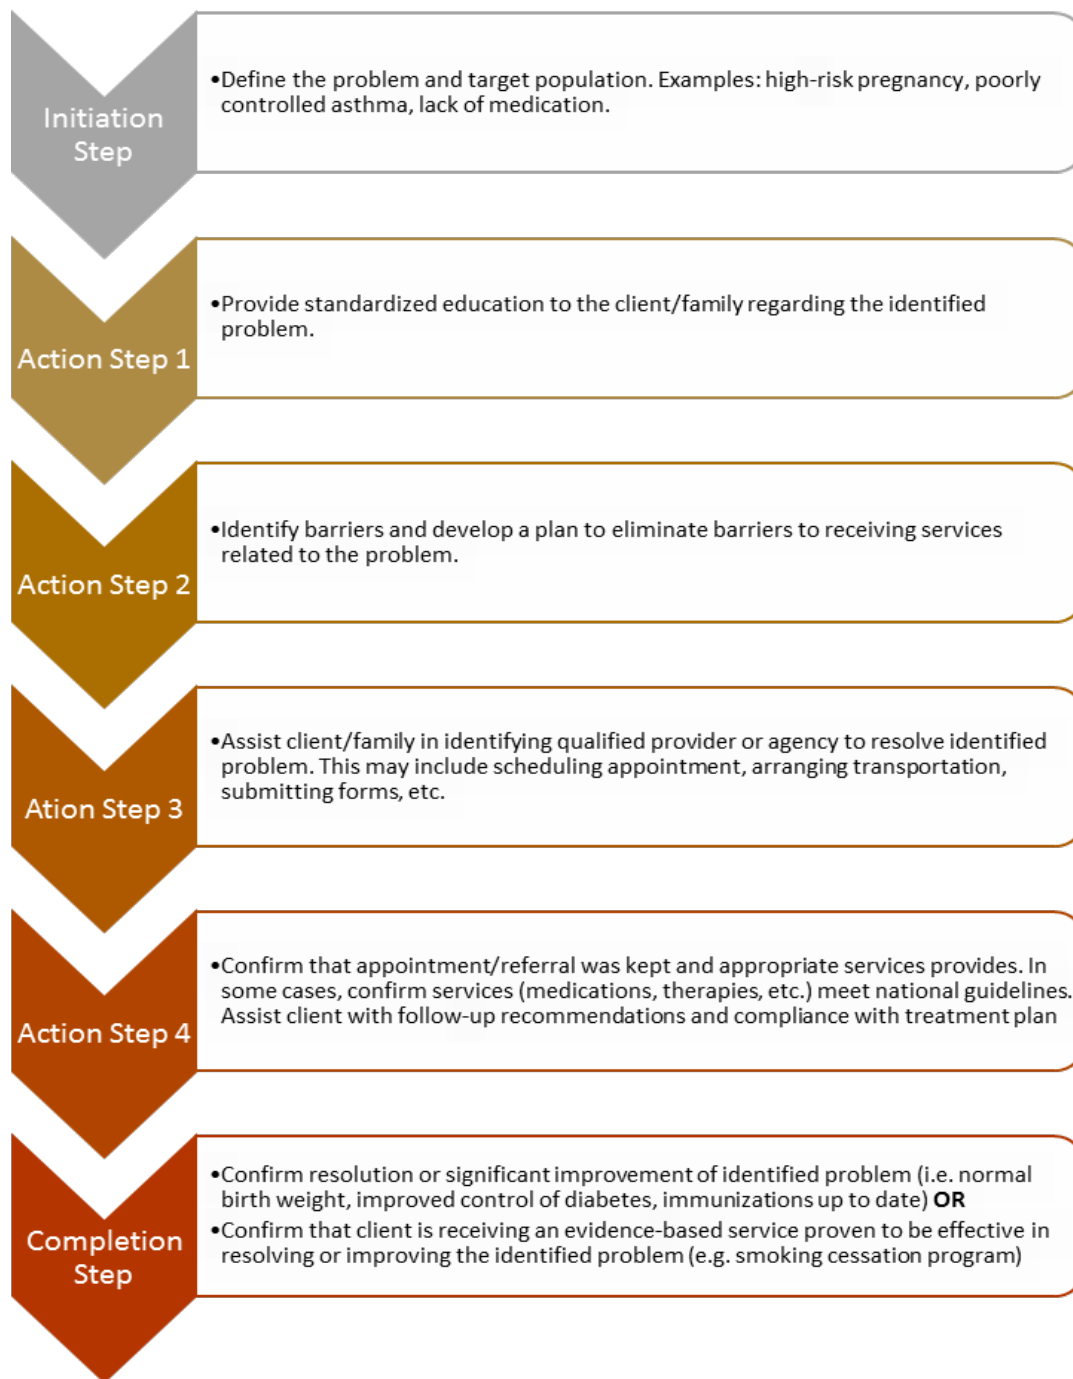 Initiation
Step
•Define the problem and target population. Examples: high-risk pregnancy, poorly
controlled asthma, lack of medication.
Action Step 1
•Provide standardized education to the client/family regarding the identified
problem.
Action Step 2
•Identify barriers and develop a plan to eliminate barriers to receiving services
related to the problem.
Ation Step 3
•Assist client/family in identifying qualified provider or agency to resolve identified
problem. This may include scheduling appointment, arranging transportation,
submitting forms, etc.
Action Step 4
•Confirm that appointment/referral was kept and appropriate services provides. In
some cases, confirm services (medications, therapies, etc.) meet national guidelines.
Assist client with follow-up recommendations and compliance with treatment plan
Completion
Step
•Confirm resolution or significant improvement of identified problem (i.e. normal
birth weight, improved control of diabetes, immunizations up to date) OR
•Confirm that client is receiving an evidence-based service proven to be effective in
resolving or improving the identified problem (e.g. smoking cessation program)